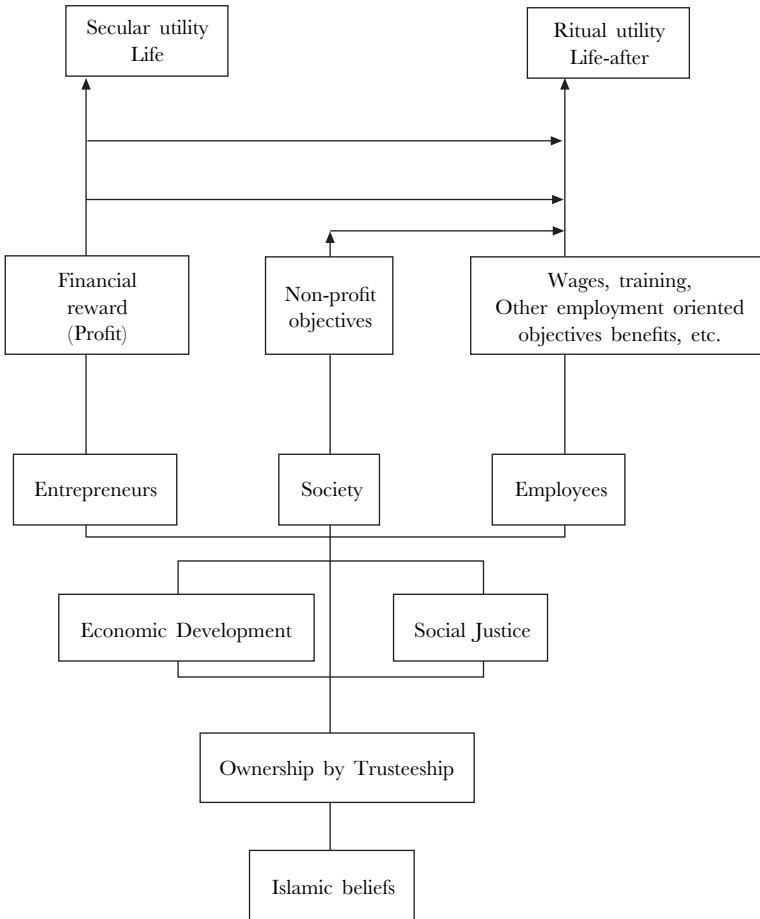 Secular utility
Life
Ritual utility
Life-after
Financial
reward
(Profit)
Non-profit
objectives
Wages, training,
Other employment oriented
objectives benefits, etc.
Entrepreneurs
Society
Employees
Economic Development
Social Justice
Ownership by Trusteeship
Islamic beliefs